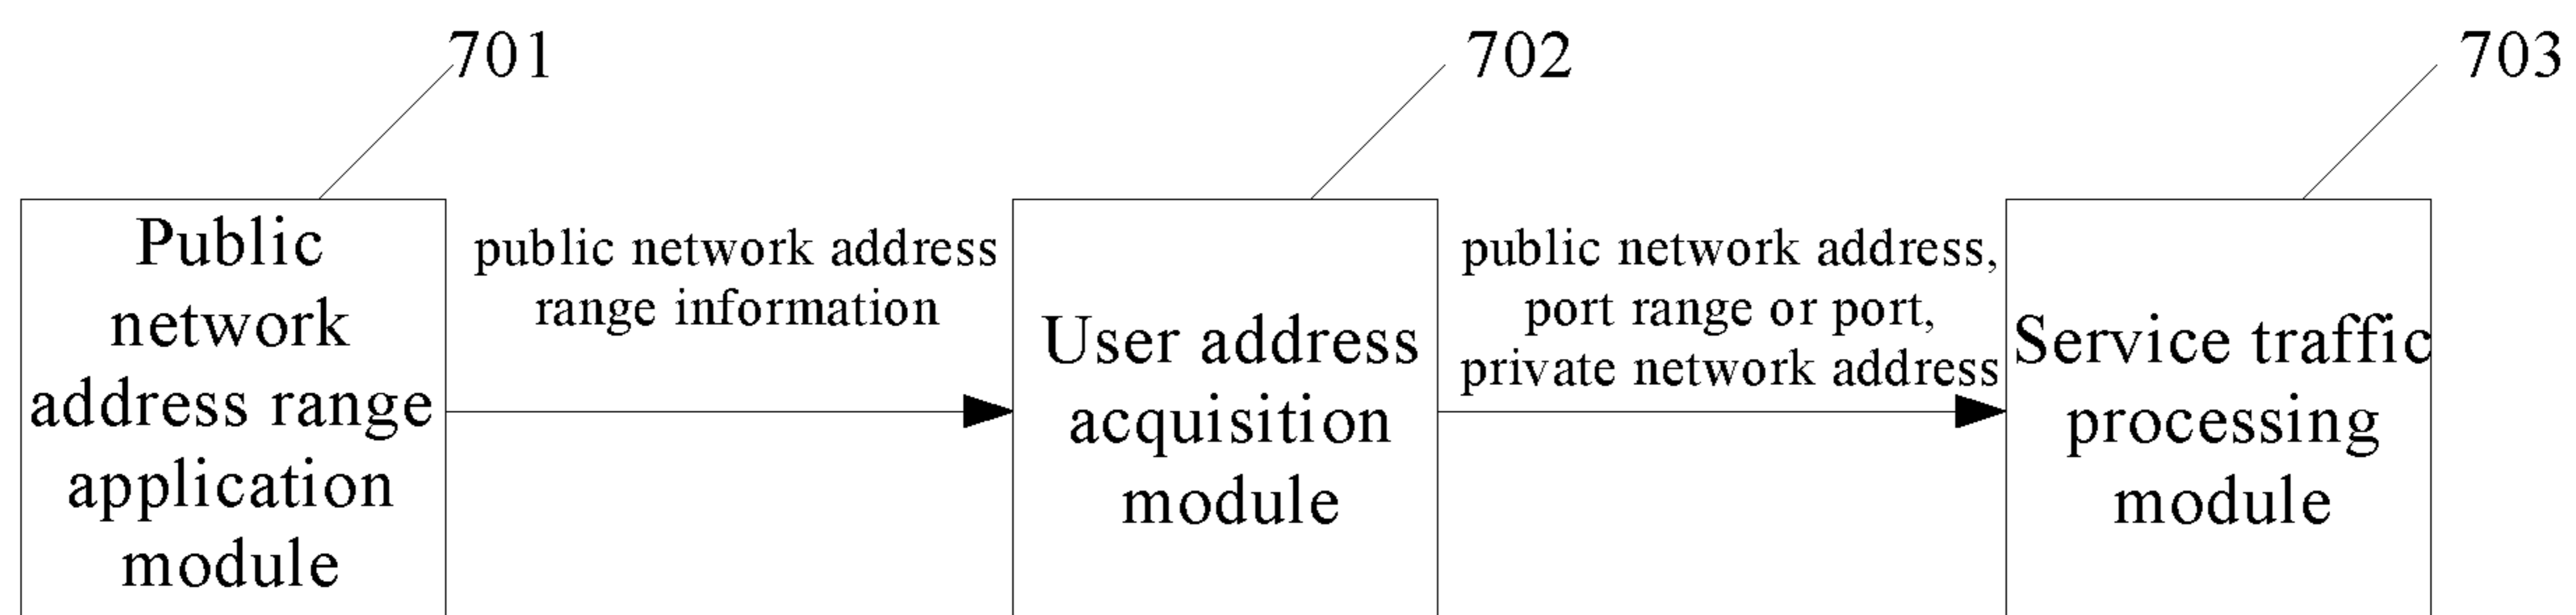 701
702
703
Public
network
address range
application
module
public network address
range information
User address
acquisition
module
public network address,
port range or port,
private network address
Service traffic
processing
module